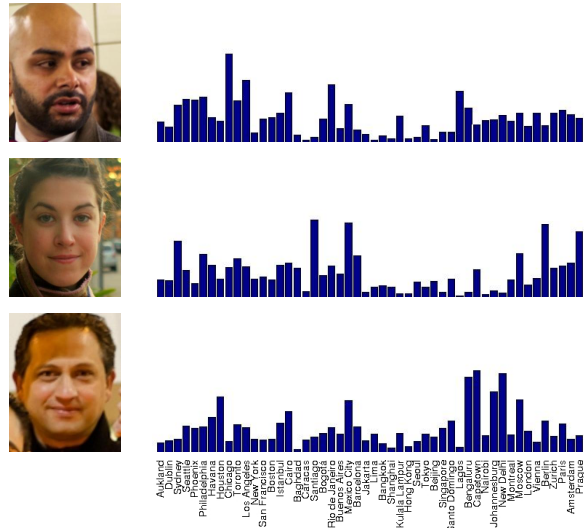 Aukland
Dublin
Sydney
Seattle
Phoenix
Philadelphia
Havana
Houston
Chicago
Toronto
Los Angeles
New York
San Francisco
Boston
Istanbul
Cairo
Baghdad
Caracas
Santiago
Bogota
Rio de Janeiro
Buenos Aires
Mexico City
Barcelona
Jakarta
Lima
Bangkok
Shanghai
Kulala Lampur
Hong Kong
Seoul
Tokyo
Beijing
Singapore
Santo Domingo
Lagos
Bengaluru
Capetown
Nairobi
Johannesburg
New Delhi
Montreal
Moscow
London
Vienna
Berlin
Zurich
Paris
Amsterdam
Prague